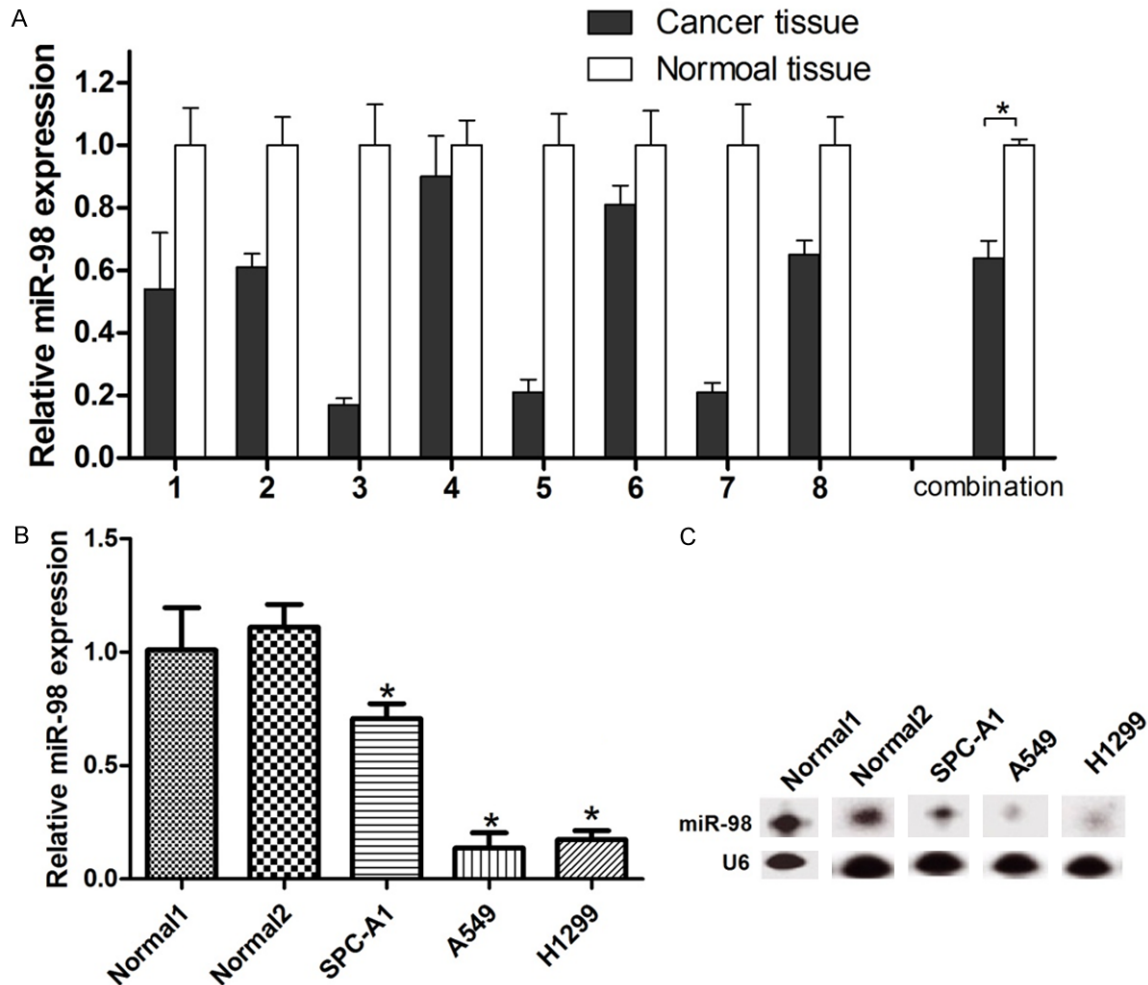 A
Cancer tissue
Normoal tissue
Relative miR-98 expression
1.2
1.0
0.8
0.6
0.4
0.2
0.0
*
1 2 3 4 5 6 7 8 combination
B
Relative miR-98 expression
1.5
1.0
0.5
0.0
* * *
Normal1 Normal2 SPC-A1 A549 H1299
C
Normal1 Normal2 SPC-A1 A549 H1299
miR-98
U6